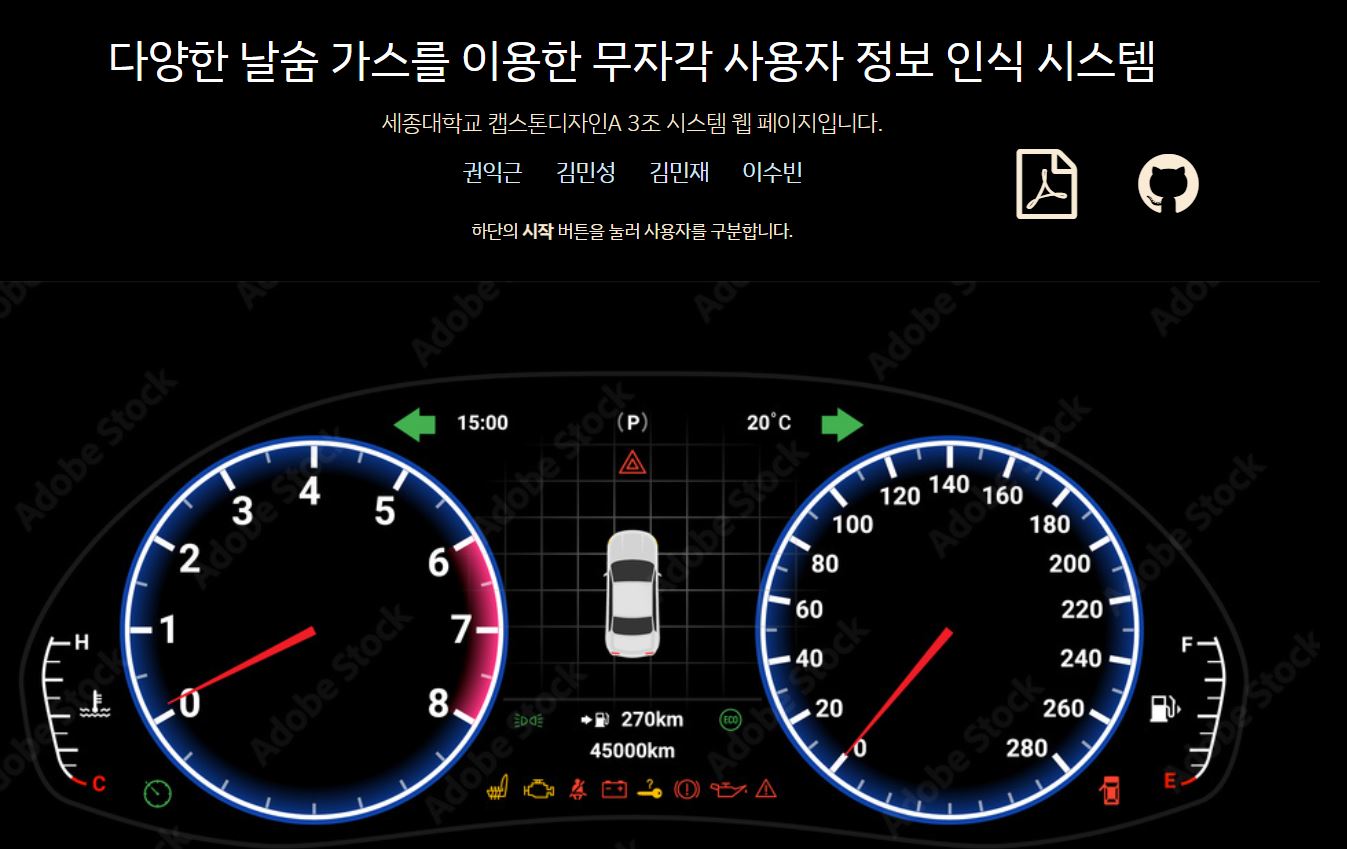 다양한 날숨 가스를 이용한 무자각 사용자 정보 인식 시스템
세종대학교 캡스톤디자인A 3조 시스템 웹 페이지입니다.
권익근 김민성 김민재 이수빈
하단의 시작 버튼을 눌러 사용자를 구분합니다.
15:00 (P) 20°C
0 1 2 3 4 5 6 7 8
0 20 40 60 80 100 120 140 160 180 200 220 240 260 280
H
C
F
E
270km
ECO
45000km
Adobe Stock